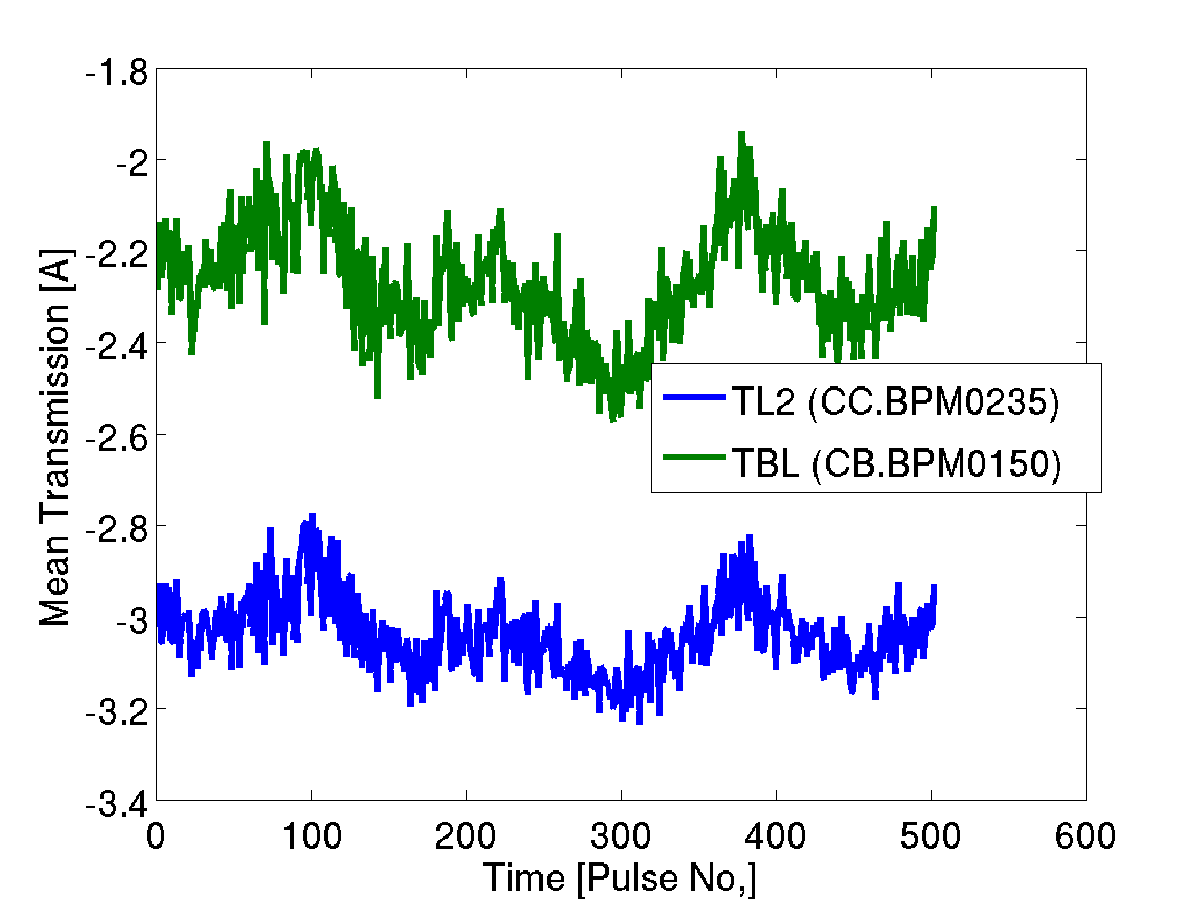 -1.8
-2
-2.2
-2.4
-2.6
-2.8
-3
-3.2
-3.4
Mean Transmission [A]
TL2 (CC.BPM0235)
TBL (CB.BPM0150)
0 100 200 300 400 500 600
Time [Pulse No,]